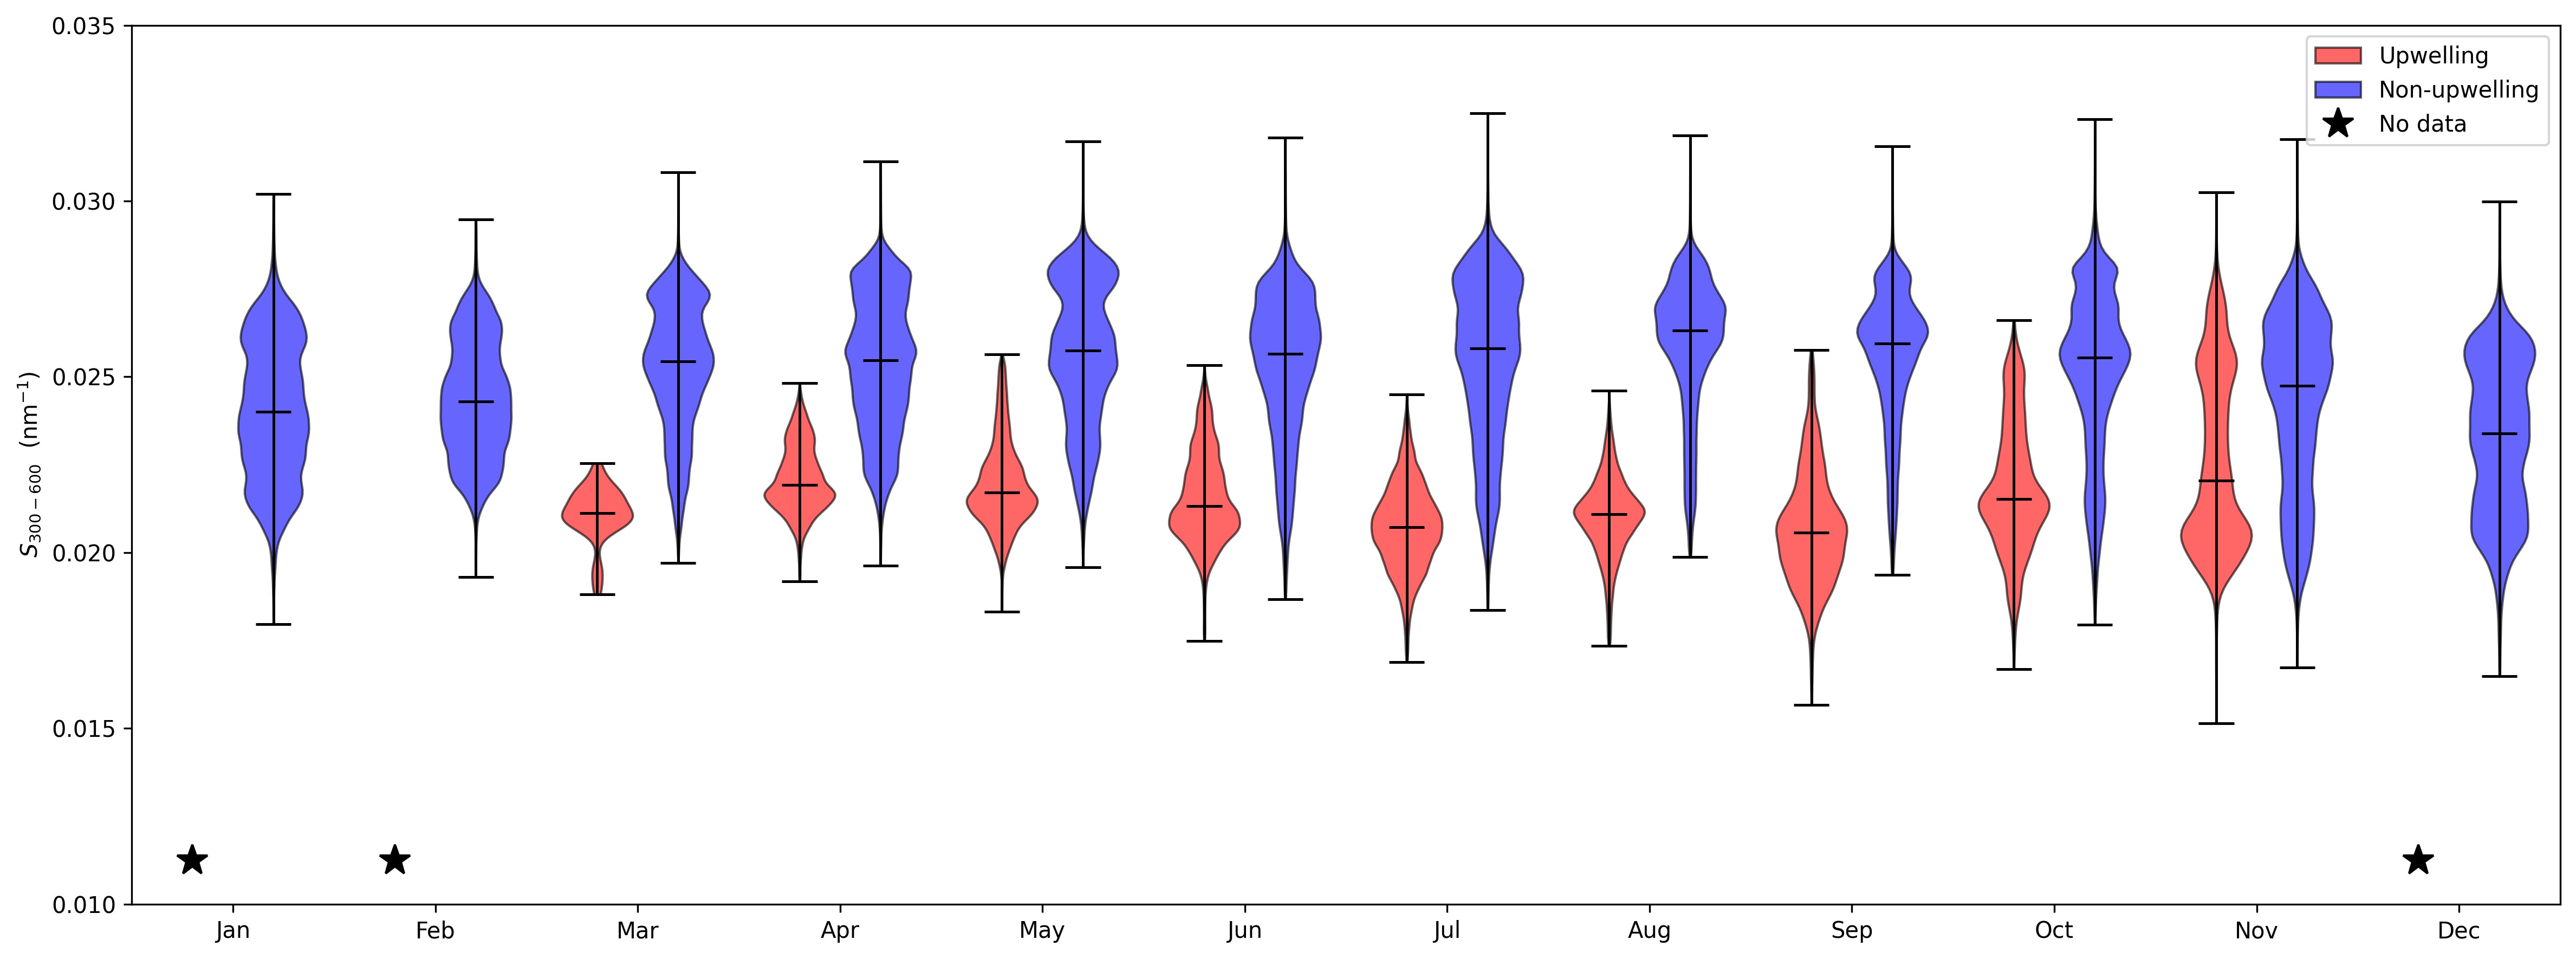 0.035
0.030
0.025
0.020
0.015
0.010
S300−600 (nm−1)
Upwelling
Non-upwelling
No data
Jan Feb Mar Apr May Jun Jul Aug Sep Oct Nov Dec